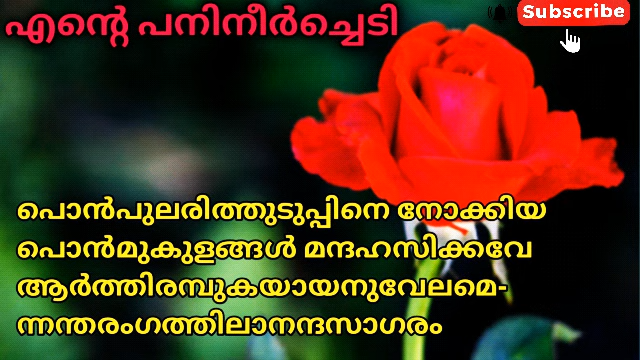 എന്റെ പനിനീർച്ചെടി
Subscribe
പൊൻപുലരിത്തുടുപ്പിനെ നോക്കിയ
പൊൻമുകുളങ്ങൾ മന്ദഹസിക്കവേ
ആർത്തിരമ്പുകയായനുവേലമെ-
ന്നന്തരംഗത്തിലാനന്ദസാഗരം